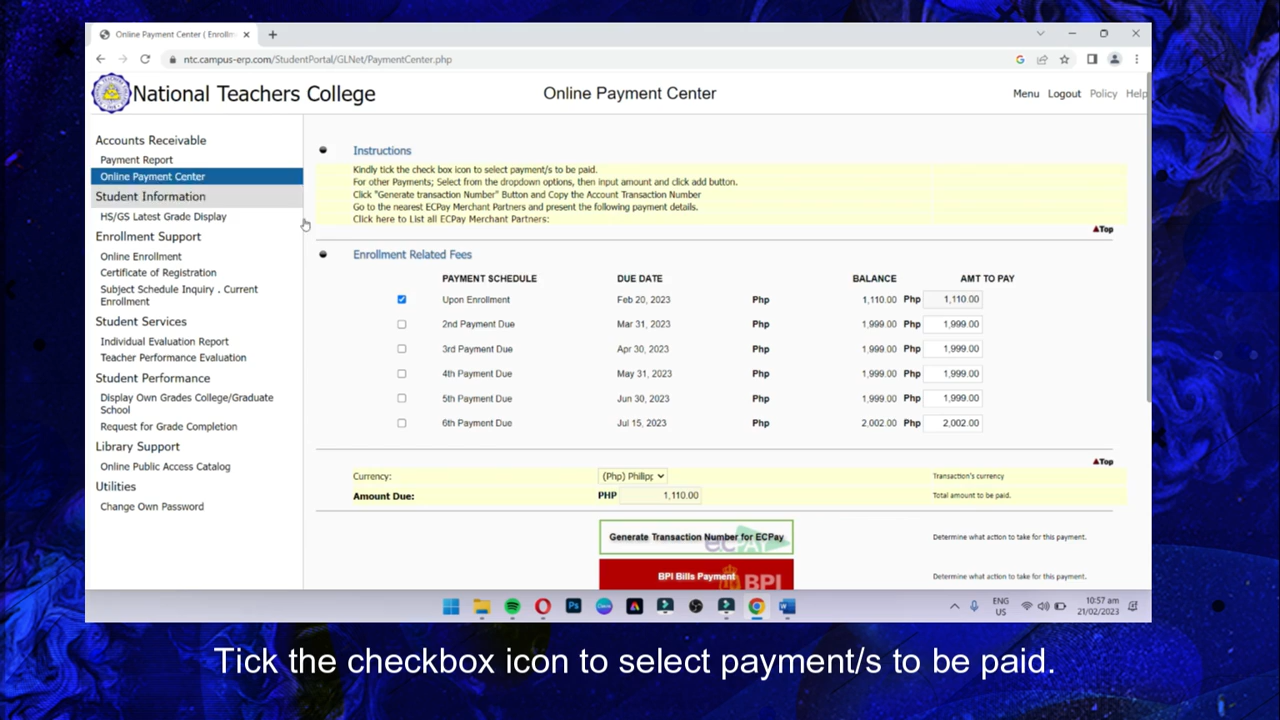 Online Payment Center ( Enrollm
ntc.campus-erp.com/StudentPortal/GLNet/PaymentCenter.php
National Teachers College
Online Payment Center
Menu Logout Policy Help
Accounts Receivable
Payment Report
Online Payment Center
Student Information
HS/GS Latest Grade Display
Enrollment Support
Online Enrollment
Certificate of Registration
Subject Schedule Inquiry . Current
Enrollment
Student Services
Individual Evaluation Report
Teacher Performance Evaluation
Student Performance
Display Own Grades College/Graduate
School
Request for Grade Completion
Library Support
Online Public Access Catalog
Utilities
Change Own Password
Instructions
Kindly tick the check box icon to select payment/s to be paid.
For other Payments; Select from the dropdown options, then input amount and click add button.
Click "Generate transaction Number" Button and Copy the Account Transaction Number
Go to the nearest ECPay Merchant Partners and present the following payment details.
Click here to List all ECPay Merchant Partners:
▲Top
Enrollment Related Fees
PAYMENT SCHEDULE DUE DATE BALANCE AMT TO PAY
Upon Enrollment Feb 20, 2023 Php 1,110.00 Php 1,110.00
2nd Payment Due Mar 31, 2023 Php 1,999.00 Php 1,999.00
3rd Payment Due Apr 30, 2023 Php 1,999.00 Php 1,999.00
4th Payment Due May 31, 2023 Php 1,999.00 Php 1,999.00
5th Payment Due Jun 30, 2023 Php 1,999.00 Php 1,999.00
6th Payment Due Jul 15, 2023 Php 2,002.00 Php 2,002.00
▲Top
Currency: (Php) Philipp Transaction's currency
Amount Due: PHP 1,110.00 Total amount to be paid.
Generate Transaction Number for ECPay Determine what action to take for this payment.
BPI Bills Payment BPI Determine what action to take for this payment.
ENG
US
10:57 am
21/02/2023
Tick the checkbox icon to select payment/s to be paid.